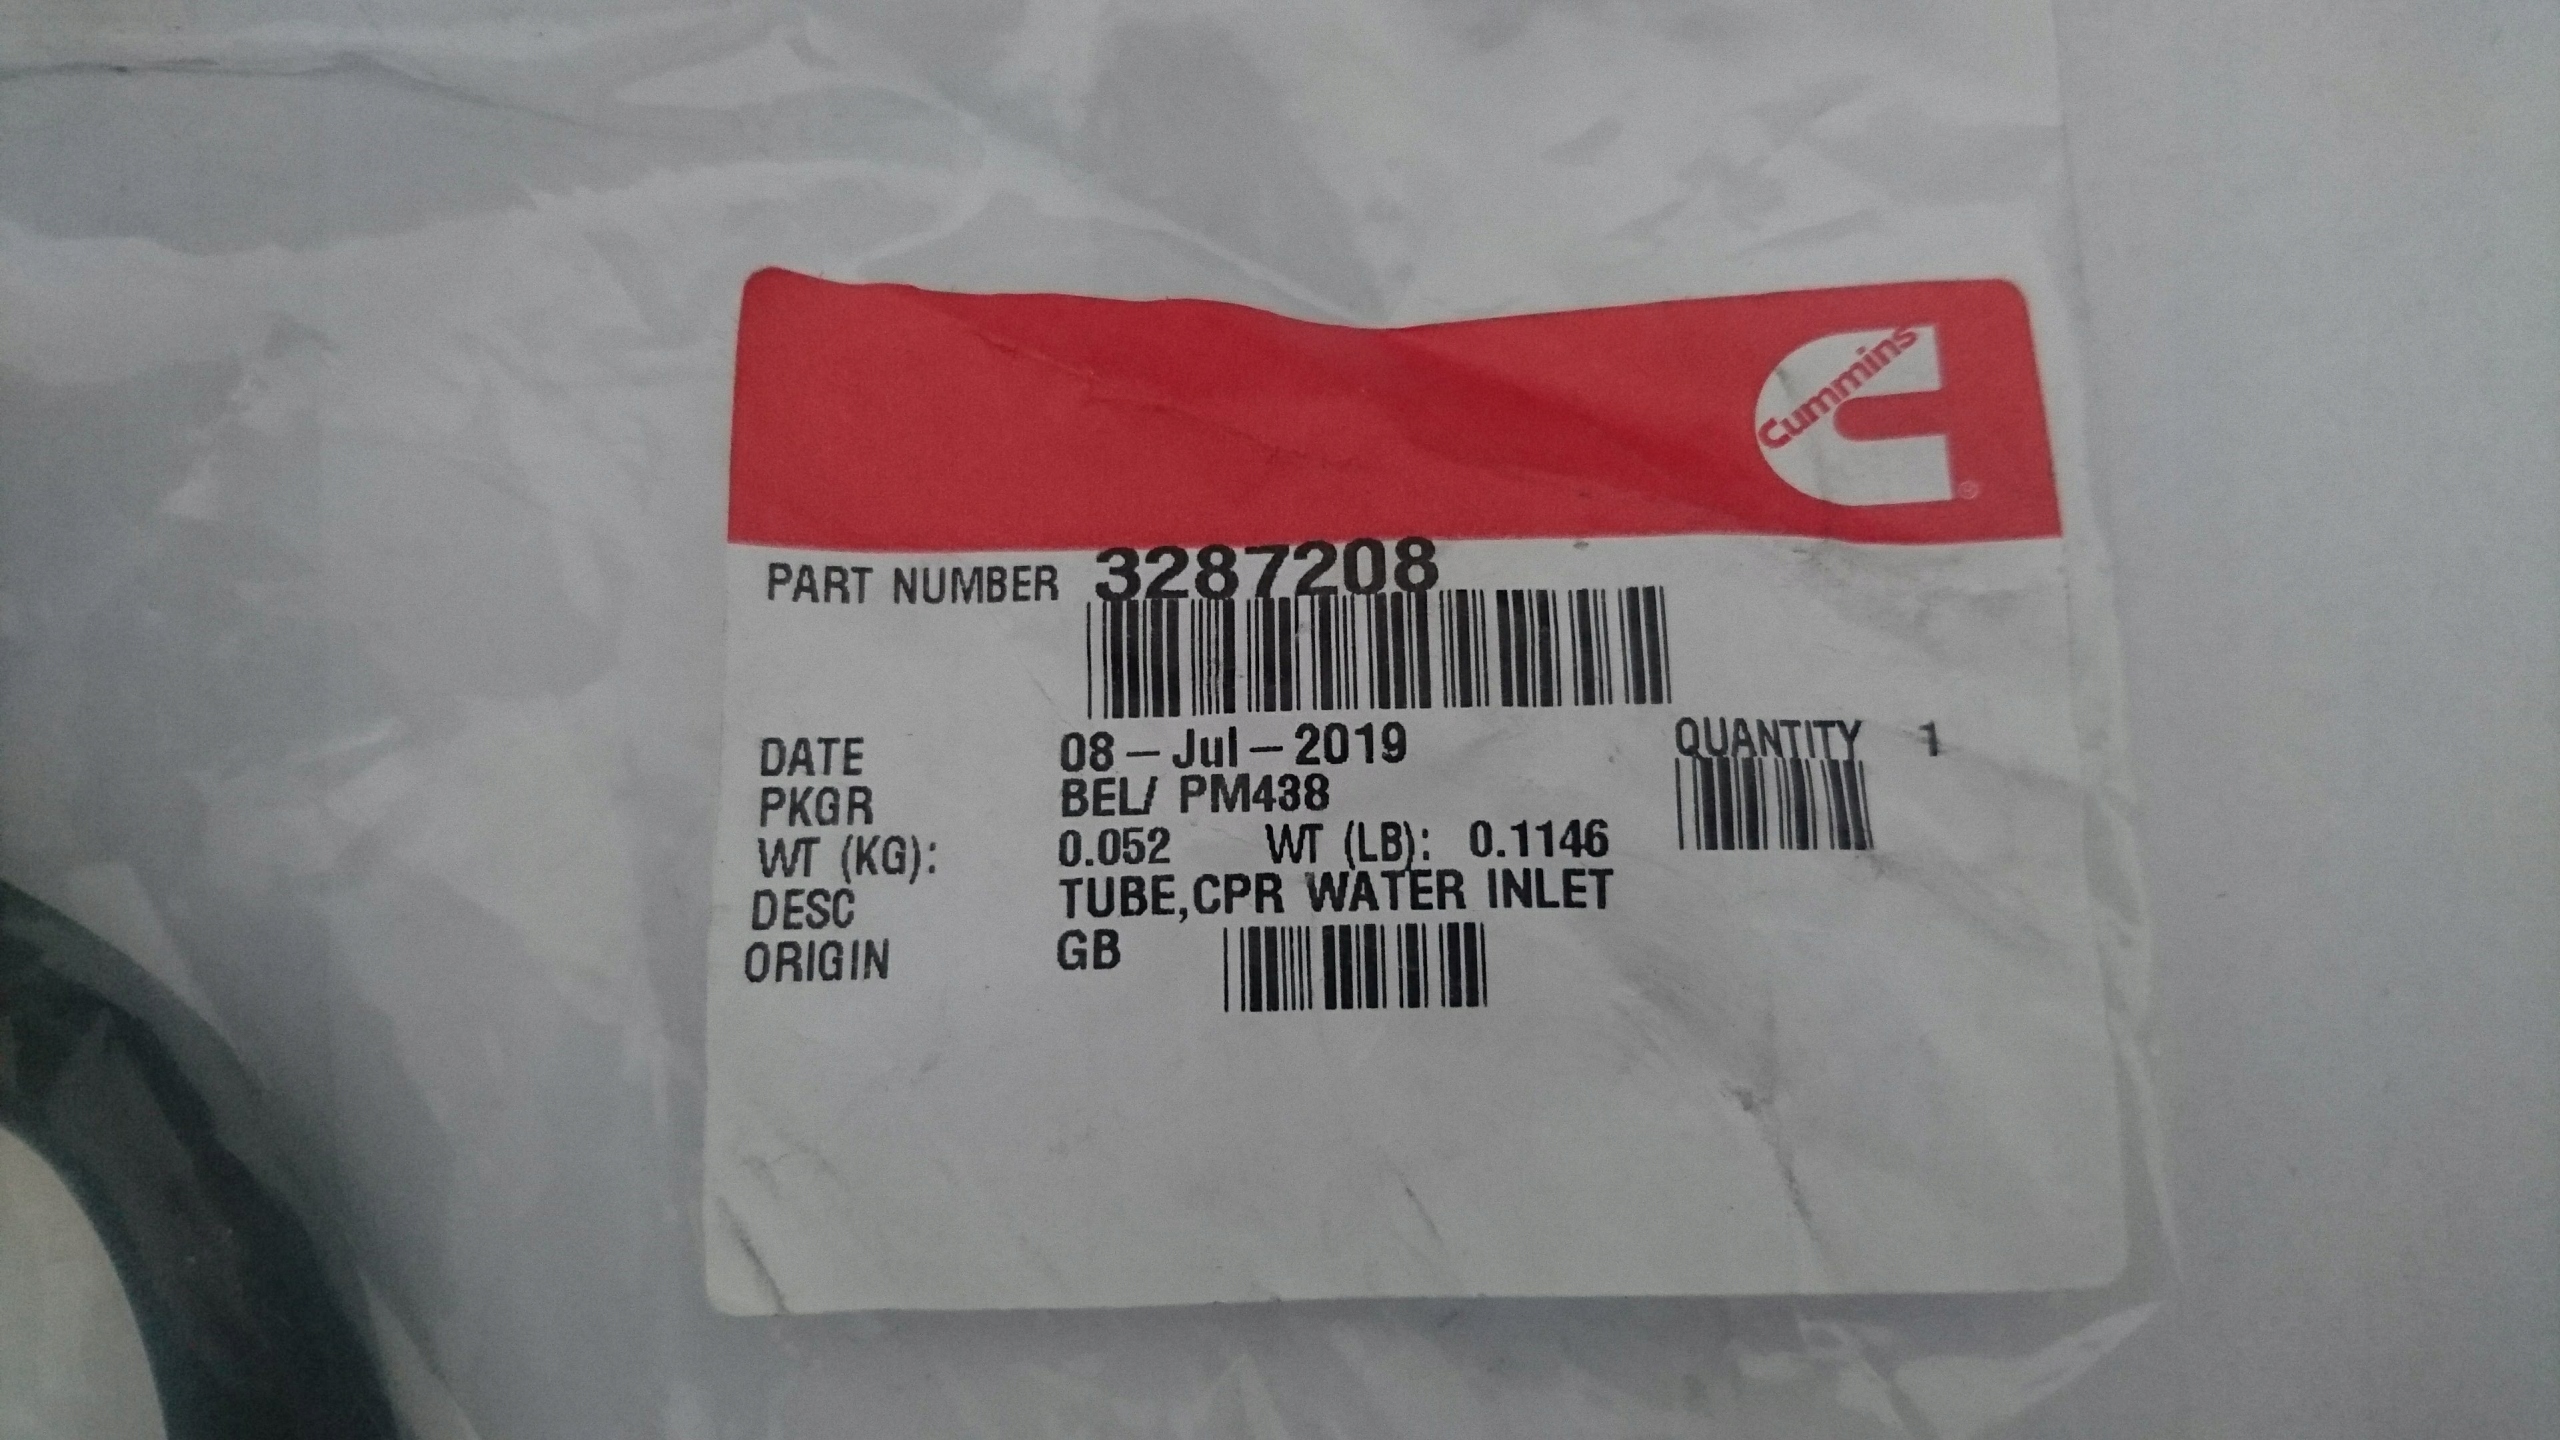 Cummins
PART NUMBER 3287208
DATE 08-Jul-2019 QUANTITY 1
PKGR BEL/ PM438
WT (KG): 0.052 WT (LB): 0.1146
DESC TUBE,CPR WATER INLET
ORIGIN GB